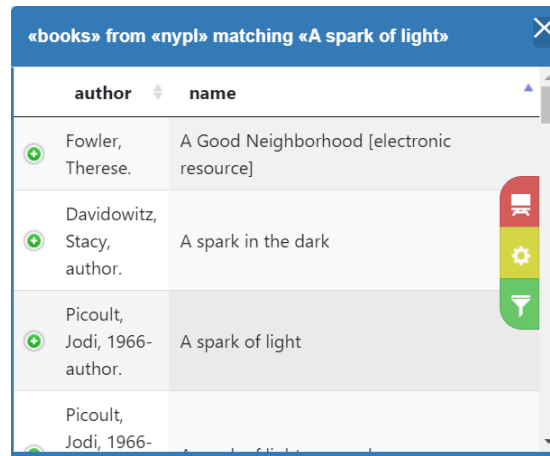 «books» from «nypl» matching «A spark of light»
author name
Fowler,
Therese.
A Good Neighborhood [electronic
resource]
Davidowitz,
Stacy,
author.
A spark in the dark
Picoult,
Jodi, 1966-
author.
A spark of light
Picoult,
Jodi, 1966-